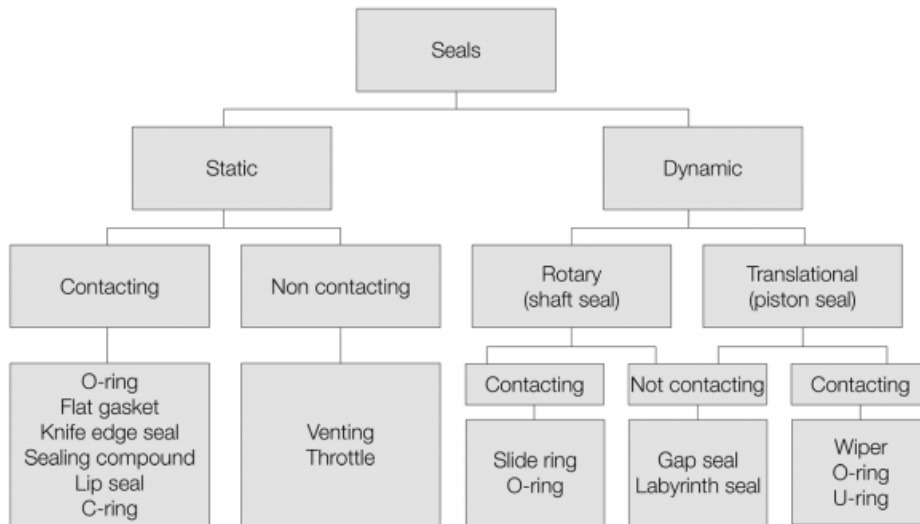 Seals
Static
Dynamic
Contacting
Non contacting
Rotary
(shaft seal)
Translational
(piston seal)
Contacting
Not contacting
Contacting
O-ring
Flat gasket
Knife edge seal
Sealing compound
Lip seal
C-ring
Venting
Throttle
Slide ring
O-ring
Gap seal
Labyrinth seal
Wiper
O-ring
U-ring